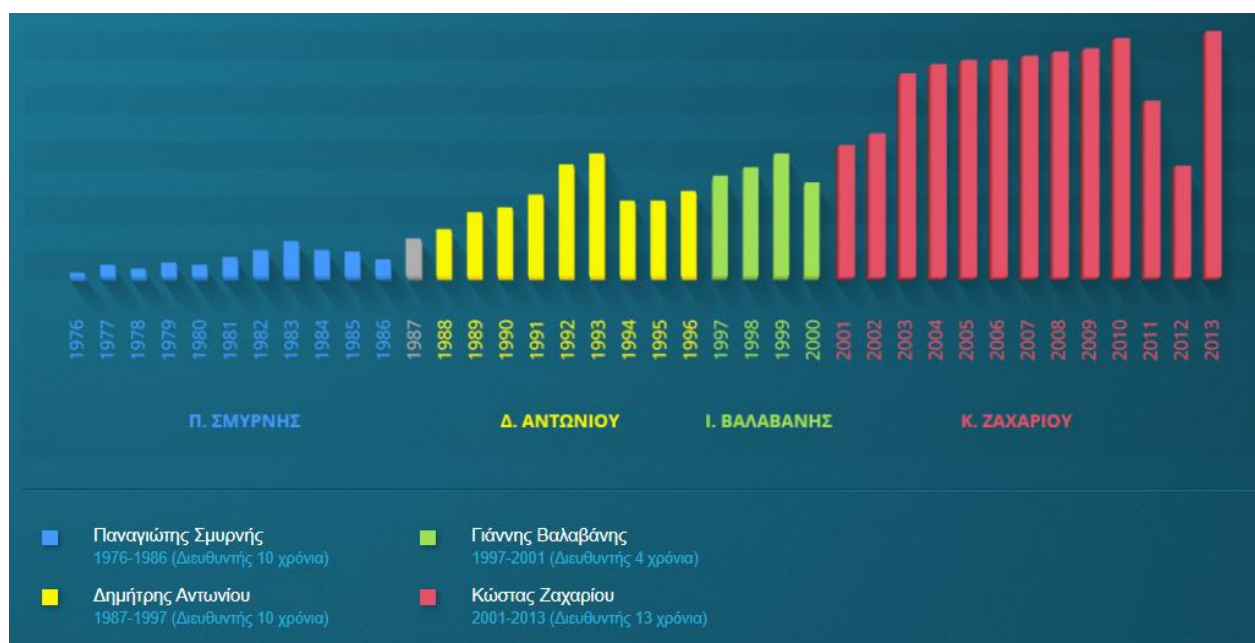 1976 1977 1978 1979 1980 1981 1982 1983 1984 1985 1986 1987 1988 1989 1990 1991 1992 1993 1994 1995 1996 1997 1998 1999 2000 2001 2002 2003 2004 2005 2006 2007 2008 2009 2010 2011 2012 2013
Π. ΣΜΥΡΝΗΣ Δ. ΑΝΤΩΝΙΟΥ Ι. ΒΑΛΑΒΑΝΗΣ Κ. ΖΑΧΑΡΙΟΥ
Παναγιώτης Σμυρνής
1976-1986 (Διευθυντής 10 χρόνια)
Δημήτρης Αντωνίου
1987-1997 (Διευθυντής 10 χρόνια)
Γιάννης Βαλαβάνης
1997-2001 (Διευθυντής 4 χρόνια)
Κώστας Ζαχαρίου
2001-2013 (Διευθυντής 13 χρόνια)